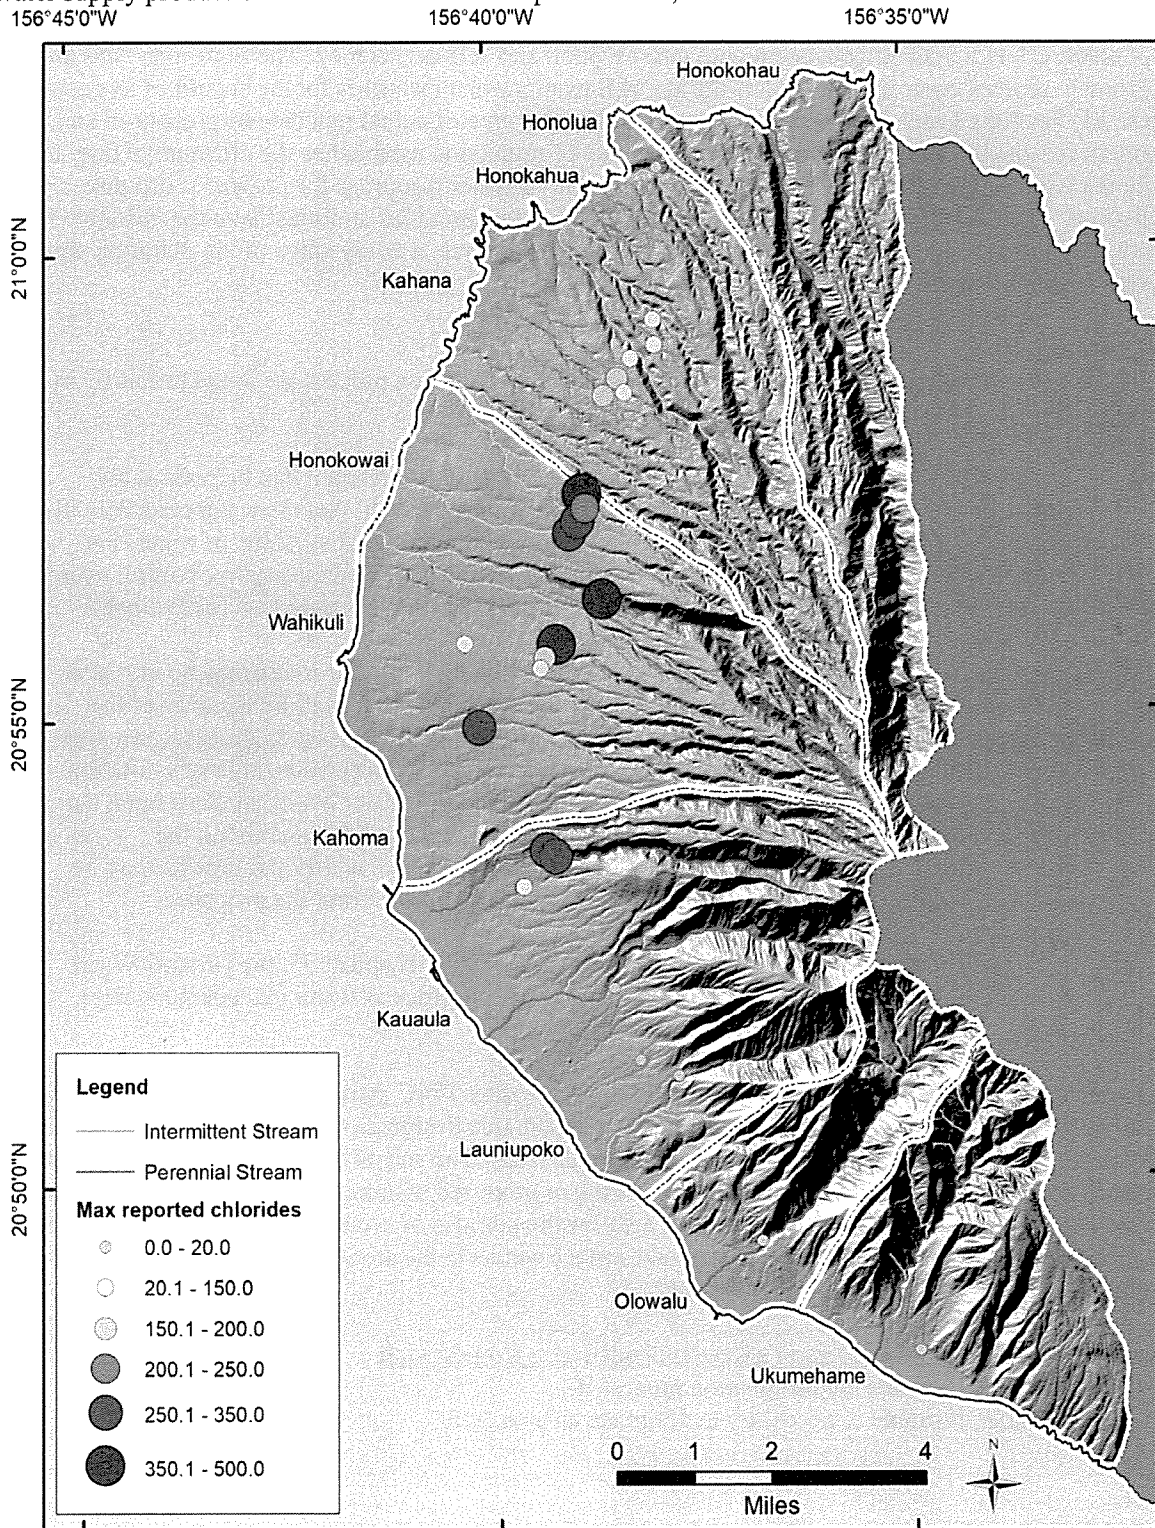 156°45'0"W
156°40'0"W
156°35'0"W
Honokohau
Honolua
Honokahua
21°0'0"N
Kahana
Honokowai
Wahikuli
20°55'0"N
Kahoma
Kauaula
Launiupoko
20°50'0"N
Olowalu
Ukumehame
Legend
Intermittent Stream
Perennial Stream
Max reported chlorides
0.0 - 20.0
20.1 - 150.0
150.1 - 200.0
200.1 - 250.0
250.1 - 350.0
350.1 - 500.0
0 1 2 4
Miles
N